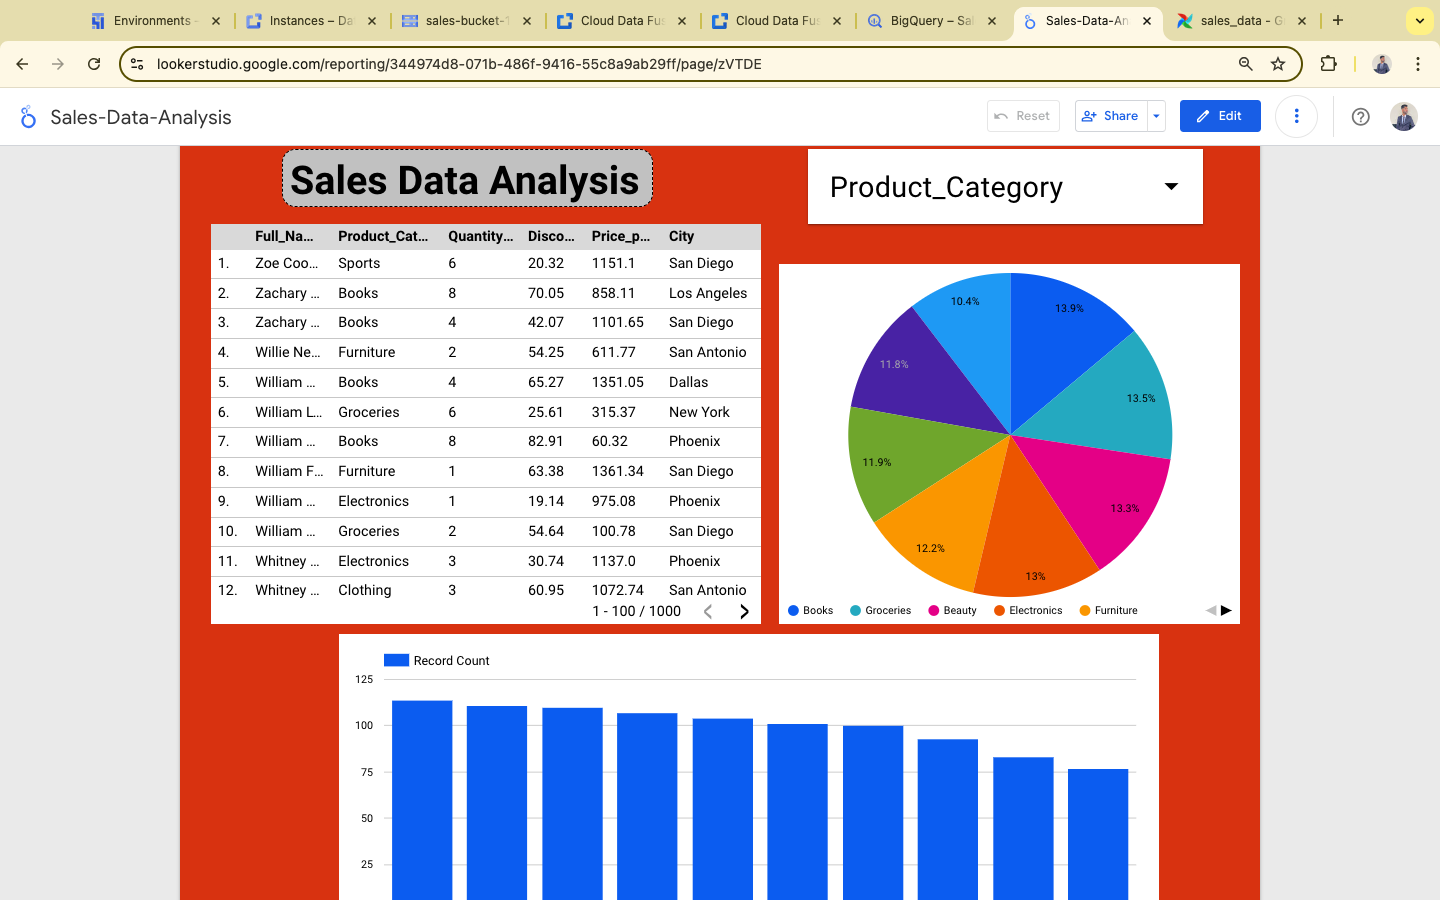 Environments -
Instances – Da
sales-bucket-1
Cloud Data Fus
Cloud Data Fus
BigQuery – Sal
Sales-Data-An
sales_data - G
lookerstudio.google.com/reporting/344974d8-071b-486f-9416-55c8a9ab29ff/page/zVTDE
Sales-Data-Analysis
Reset
Share
Edit
Sales Data Analysis
Product_Category
Full_Na... Product_Cat... Quantity... Disco... Price_p... City
1. Zoe Coo... Sports 6 20.32 1151.1 San Diego
2. Zachary ... Books 8 70.05 858.11 Los Angeles
3. Zachary ... Books 4 42.07 1101.65 San Diego
4. Willie Ne... Furniture 2 54.25 611.77 San Antonio
5. William ... Books 4 65.27 1351.05 Dallas
6. William L... Groceries 6 25.61 315.37 New York
7. William ... Books 8 82.91 60.32 Phoenix
8. William F... Furniture 1 63.38 1361.34 San Diego
9. William ... Electronics 1 19.14 975.08 Phoenix
10. William ... Groceries 2 54.64 100.78 San Diego
11. Whitney ... Electronics 3 30.74 1137.0 Phoenix
12. Whitney ... Clothing 3 60.95 1072.74 San Antonio
1 - 100 / 1000
10.4%
13.9%
11.8%
13.5%
11.9%
13.3%
12.2%
13%
Books Groceries Beauty Electronics Furniture
Record Count
125
100
75
50
25